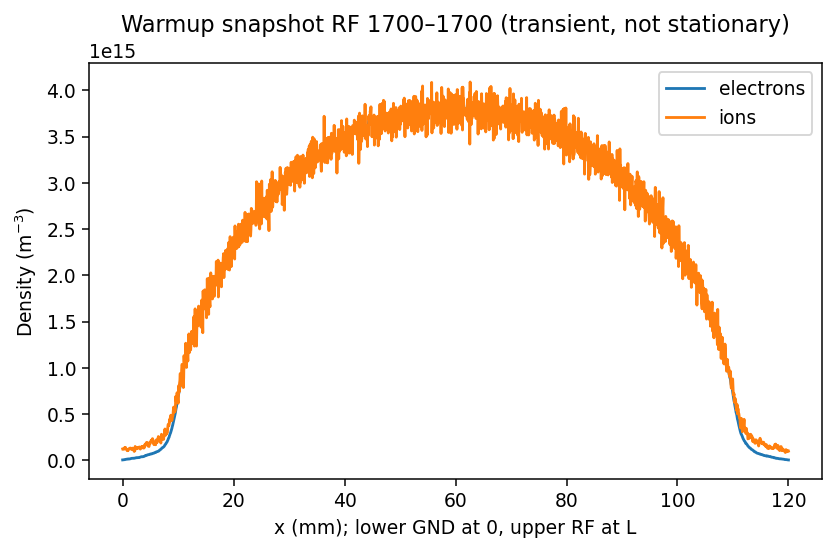 Warmup snapshot RF 1700–1700 (transient, not stationary)
1e15
electrons
ions
4.0
3.5
3.0
2.5
2.0
1.5
1.0
0.5
0.0
Density (m⁻³)
0 20 40 60 80 100 120
x (mm); lower GND at 0, upper RF at L